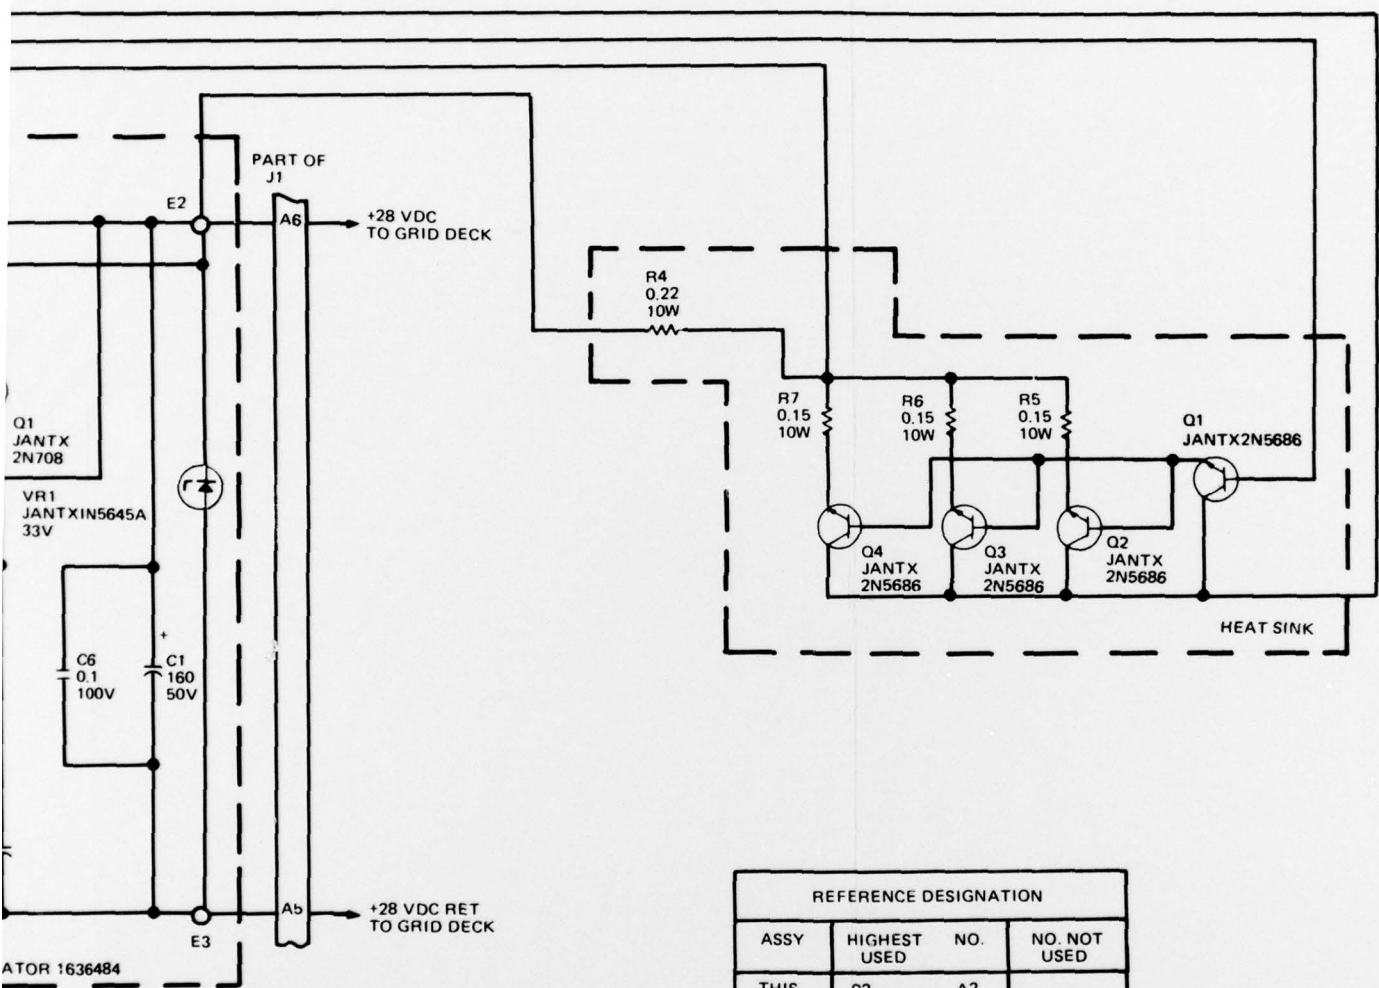 PART OF
J1
E2
A6
+28 VDC
TO GRID DECK
R4
0.22
10W
R7
0.15
10W
R6
0.15
10W
R5
0.15
10W
Q1
JANTX2N5686
Q1
JANTX
2N708
VR1
JANTXIN5645A
33V
Q4
JANTX
2N5686
Q3
JANTX
2N5686
Q2
JANTX
2N5686
HEAT SINK
+
C6
0.1
100V
C1
160
50V
A5
+28 VDC RET
TO GRID DECK
E3
ATOR 1636484
REFERENCE DESIGNATION
ASSY
HIGHEST NO.
USED
NO. NOT
USED
THIS